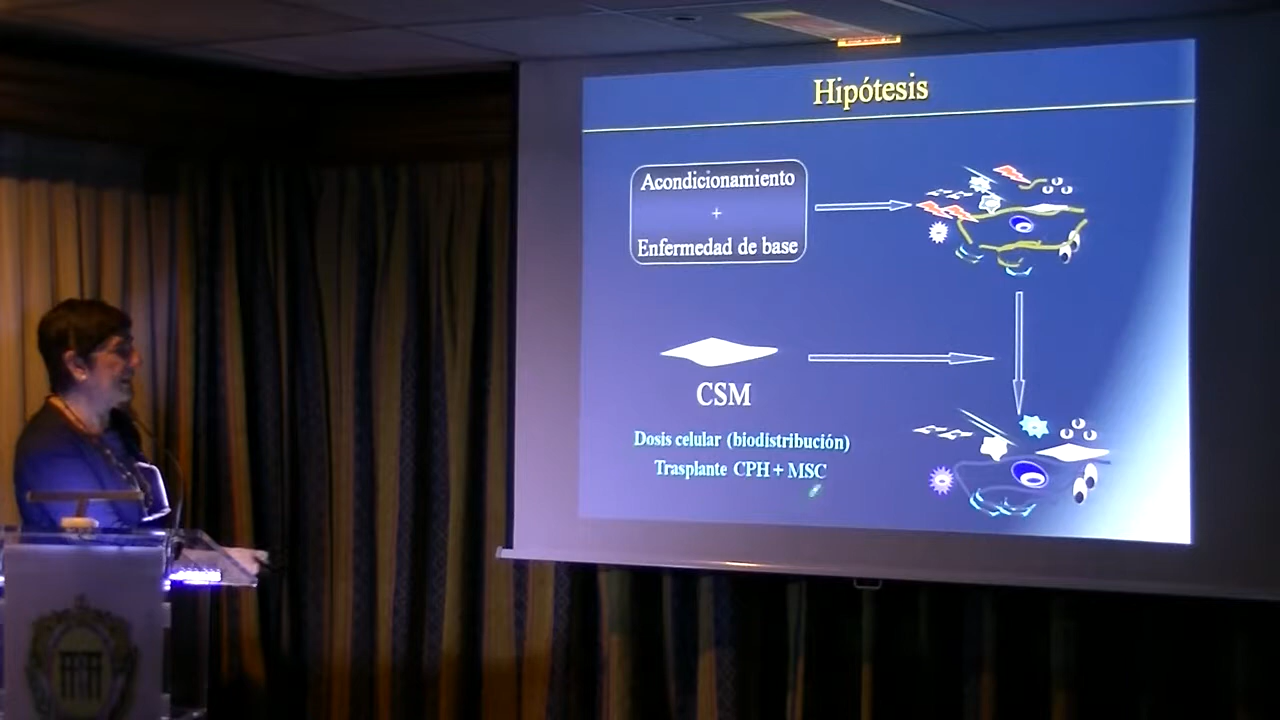 Hipótesis
Acondicionamiento
+
Enfermedad de base
CSM
Dosis celular (biodistribución)
Trasplante CPH + MSC